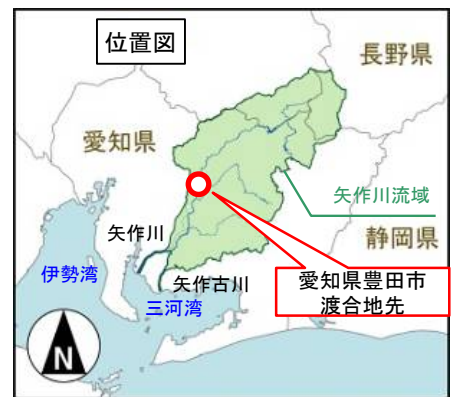 位置図
長野県
愛知県
矢作川流域
矢作川
静岡県
伊勢湾
矢作古川
三河湾
愛知県豊田市
渡合地先
N